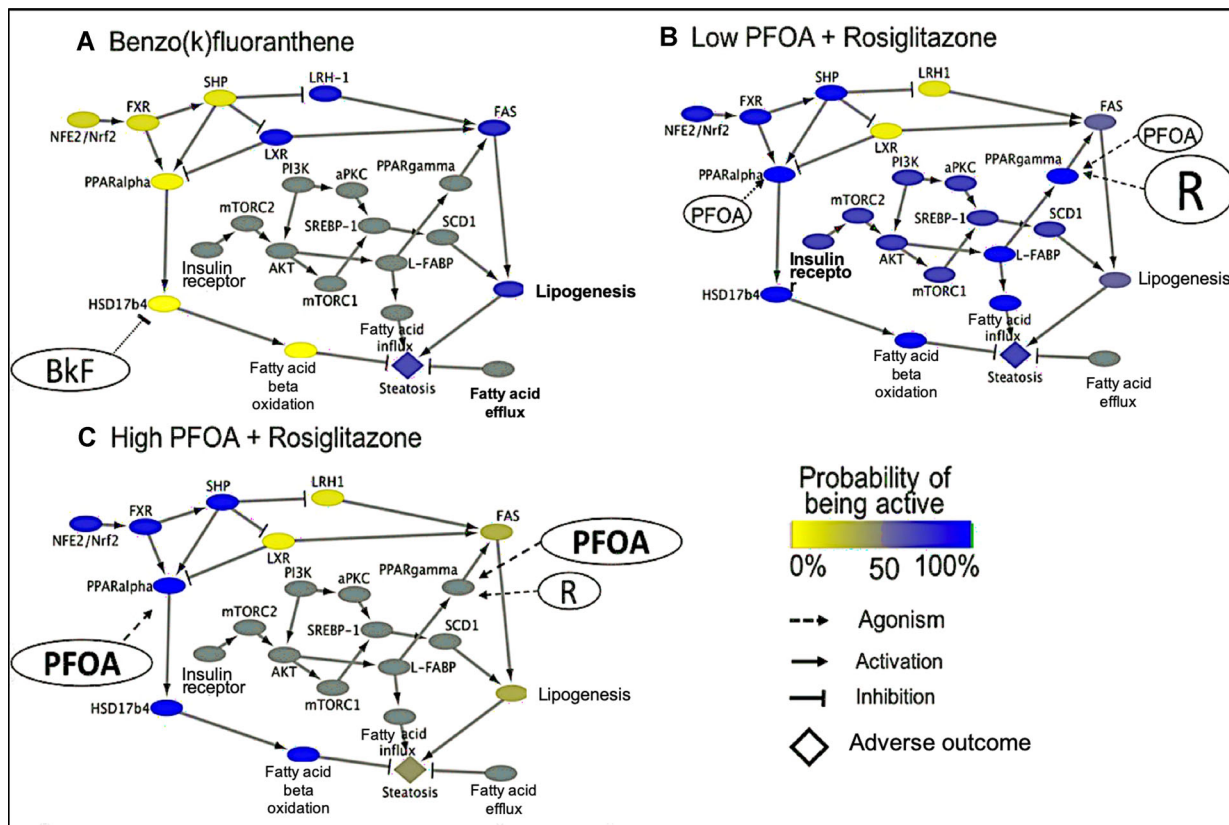 A Benzo(k)fluoranthene
SHP
LRH-1
FXR
FAS
NFE2/Nrf2
LXR
PPARgamma
PPARalpha
PI3K
aPKC
mTORC2
SREBP-1
SCD1
Insulin
receptor
AKT
L-FABP
mTORC1
HSD17b4
Lipogenesis
BkF
Fatty acid
influx
Fatty acid
beta
oxidation
Steatosis
Fatty acid
efflux
B Low PFOA + Rosiglitazone
SHP
LRH1
FXR
FAS
NFE2/Nrf2
PFOA
LXR
PPARgamma
PPARalpha
PI3K
aPKC
R
PFOA
mTORC2
SREBP-1
SCD1
Insulin
recepto
r
AKT
L-FABP
mTORC1
HSD17b4
Lipogenesis
Fatty acid
influx
Fatty acid
beta
oxidation
Steatosis
Fatty acid
efflux
C High PFOA + Rosiglitazone
SHP
LRH1
FXR
FAS
NFE2/Nrf2
PFOA
LXR
PPARgamma
PPARalpha
PI3K
aPKC
R
mTORC2
SREBP-1
SCD1
PFOA
Insulin
receptor
AKT
L-FABP
mTORC1
HSD17b4
Lipogenesis
Fatty acid
influx
Fatty acid
beta
oxidation
Steatosis
Fatty acid
efflux
Probability of
being active
0% 50 100%
Agonism
Activation
Inhibition
Adverse outcome